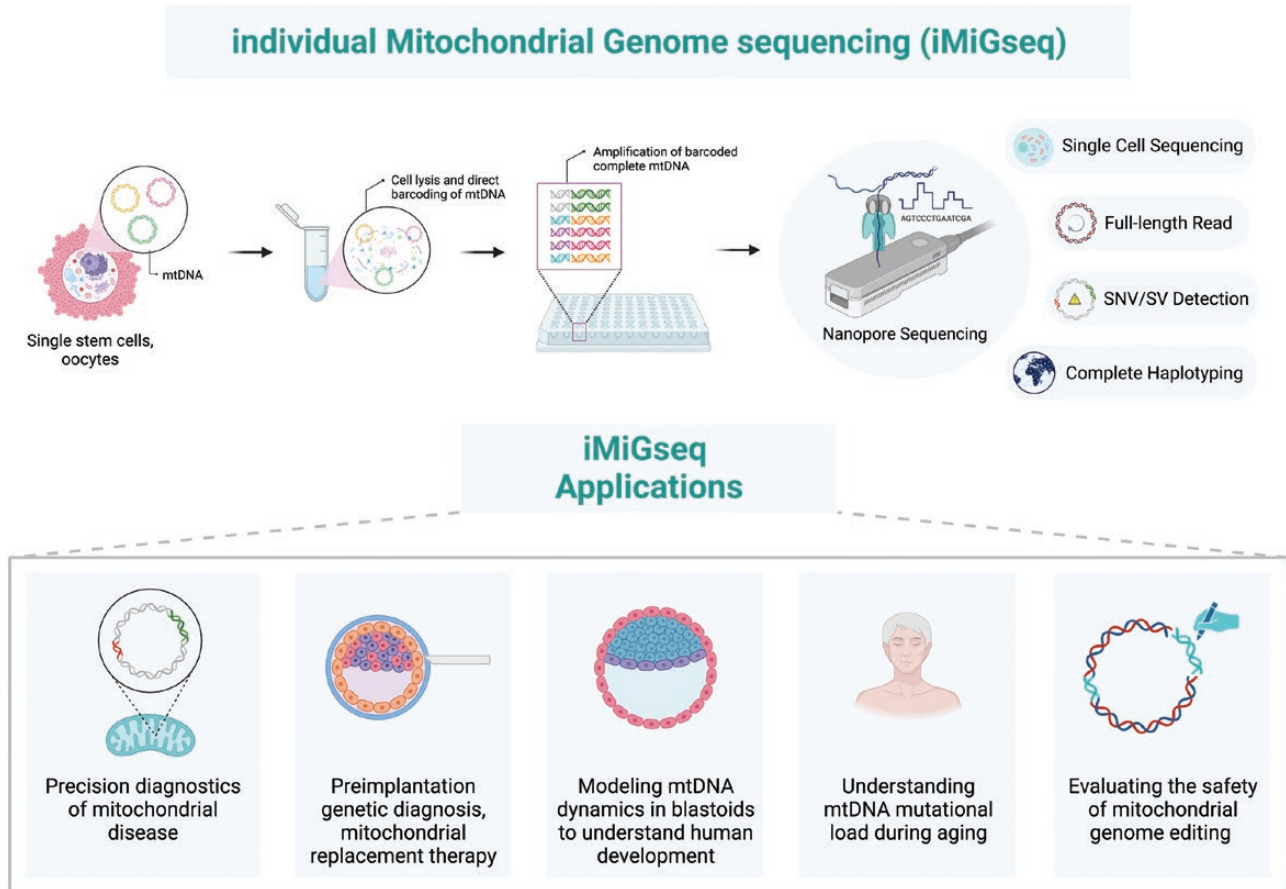 individual Mitochondrial Genome sequencing (iMiGseq)
mtDNA
Single stem cells,
oocytes
Cell lysis and direct
barcoding of mtDNA
Amplification of barcoded
complete mtDNA
AGTCCCTGAATCGA
Nanopore Sequencing
Single Cell Sequencing
Full-length Read
SNV/SV Detection
Complete Haplotyping
iMiGseq
Applications
Precision diagnostics
of mitochondrial
disease
Preimplantation
genetic diagnosis,
mitochondrial
replacement therapy
Modeling mtDNA
dynamics in blastoids
to understand human
development
Understanding
mtDNA mutational
load during aging
Evaluating the safety
of mitochondrial
genome editing